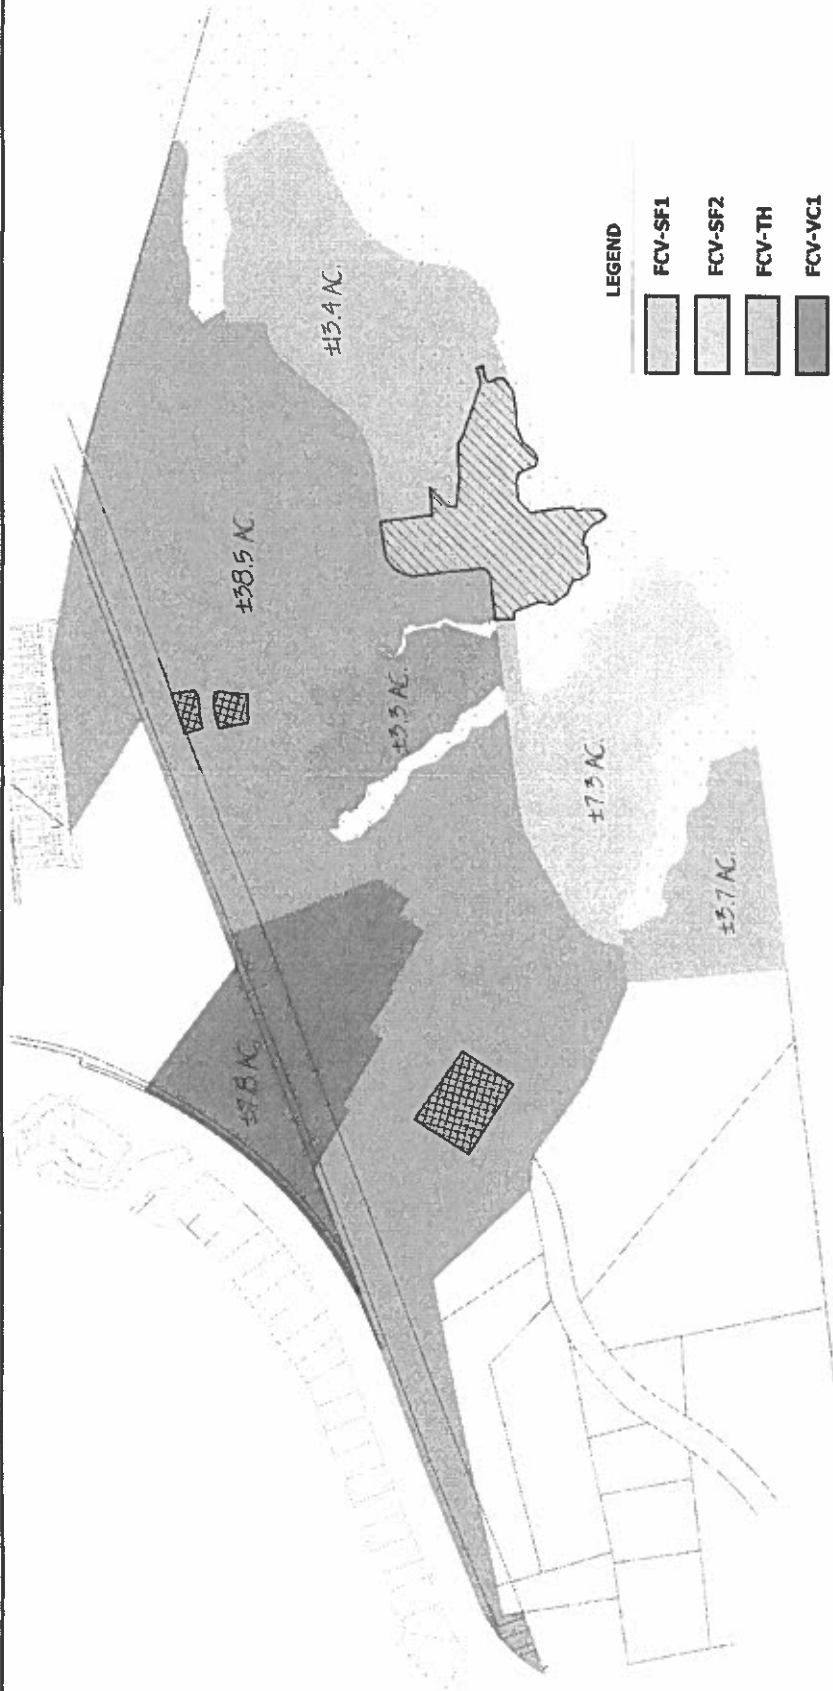 ±13.4 AC.
±38.5 AC.
±3.3 AC.
±7.3 AC.
±3.7 AC.
±7.8 AC.
LEGEND
FCV-SF1
FCV-SF2
FCV-TH
FCV-VC1